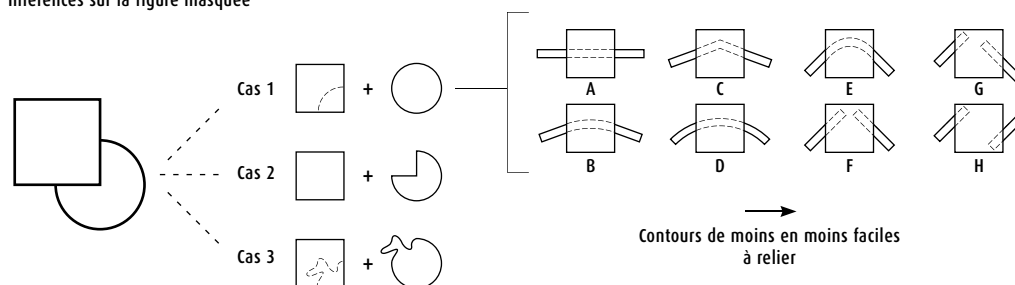 inférences sur la figure masquée
Cas 1
+
Cas 2
+
Cas 3
+
A
C
E
G
B
D
F
H
Contours de moins en moins faciles
à relier